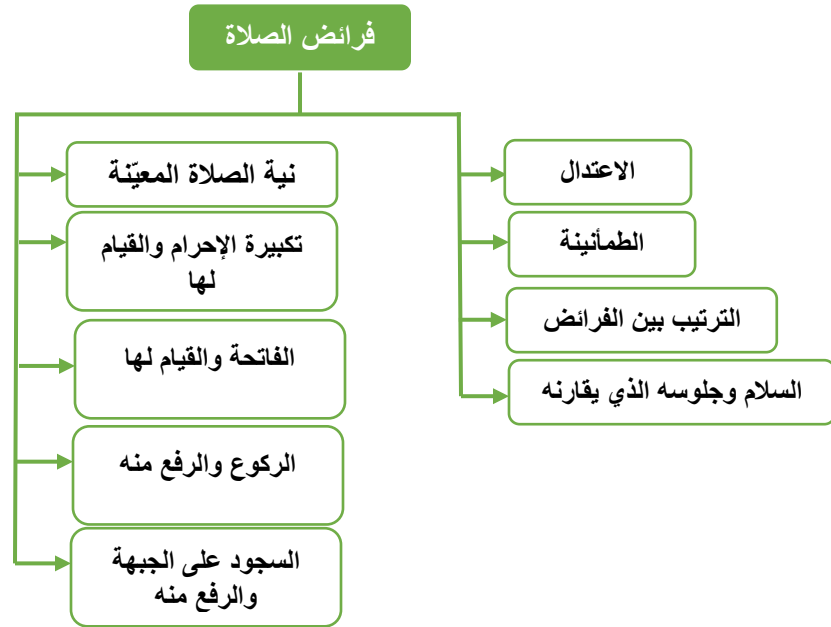 فرائض الصلاة
نية الصلاة المعيّنة
تكبيرة الإحرام والقيام
لها
الفاتحة والقيام لها
الركوع والرفع منه
السجود على الجبهة
والرفع منه
الاعتدال
الطمأنينة
الترتيب بين الفرائض
السلام وجلوسه الذي يقارنه